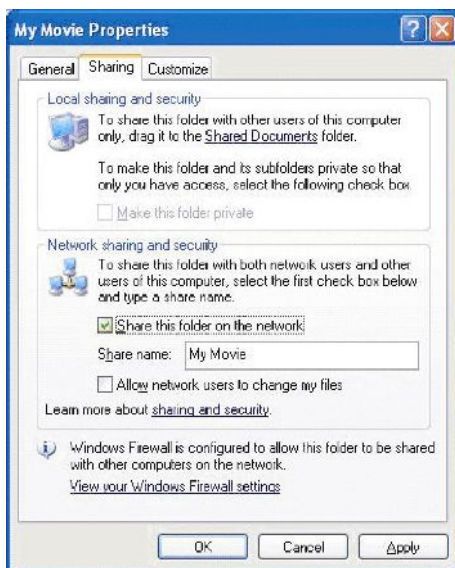 My Movie Properties
General Sharing Customize
Local sharing and security
To share this folder with other users of this computer
only, drag it to the Shared Documents folder.
To make this folder and its subfolders private so that
only you have access, select the following check box
Make this folder private
Network sharing and security
To share this folder with both network users and other
users of this computer, select the first check box below
and type a share name.
Share this folder on the network
Share name: My Movie
Allow network users to change my files
Learn more about sharing and security.
Windows Firewall is configured to allow this folder to be shared
with other computers on the network.
View your Windows Firewall settings
OK Cancel Apply